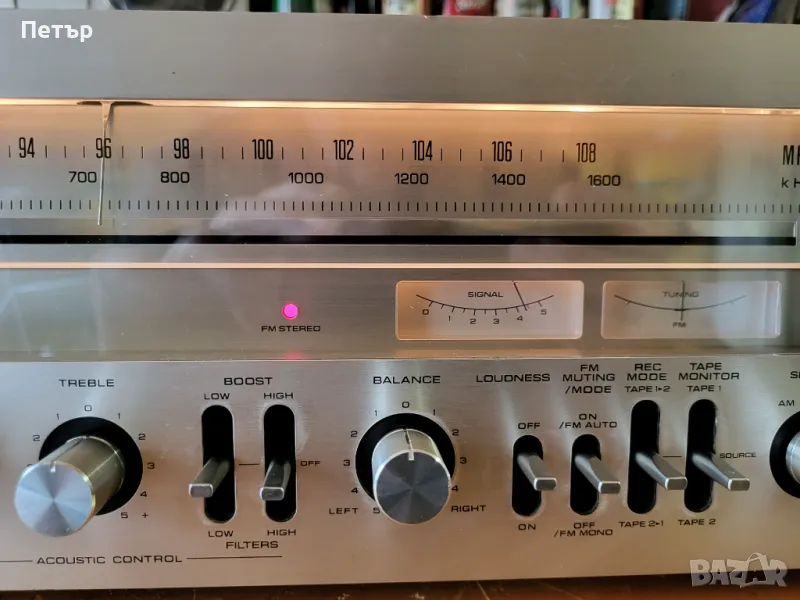 Петър
94 96 98 100 102 104 106 108
700 800 1000 1200 1400 1600
FM STEREO
SIGNAL
0 1 2 3 4 5
TUNING
FM
TREBLE
2 1 0 1 2 3 4 5 +
BOOST
LOW HIGH
OFF
LOW HIGH
FILTERS
ACOUSTIC CONTROL
BALANCE
5 4 3 2 1 0 1 2 3 4 5
LEFT RIGHT
LOUDNESS
OFF
ON
FM
MUTING
/MODE
ON
/FM AUTO
OFF
/FM MONO
REC
MODE
TAPE 1▸2
TAPE 2▸1
TAPE
MONITOR
TAPE 1
SOURCE
TAPE 2
AM
BAZAR